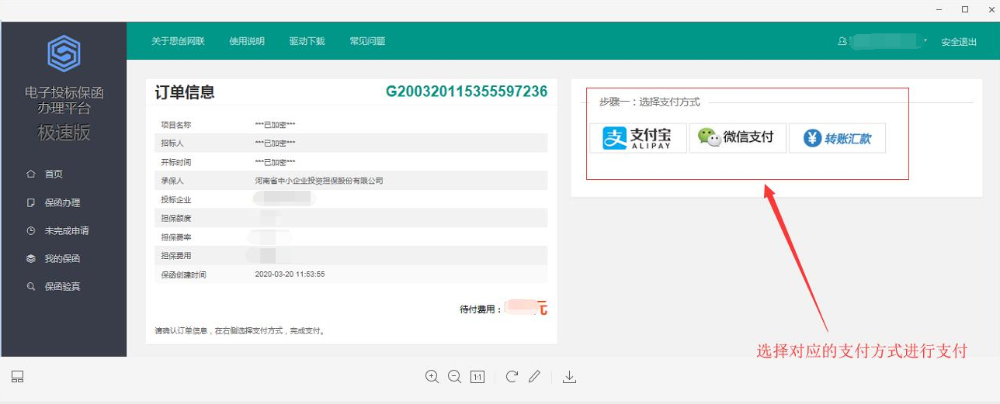 关于思创网联 使用说明 驱动下载 常见问题 安全退出
电子投标保函
办理平台
极速版
首页
保函办理
未完成申请
我的保函
保函验真
订单信息 G200320115355597236
项目名称 ***已加密***
招标人 ***已加密***
开标时间 ***已加密***
承保人 河南省中小企业投资担保股份有限公司
投标企业
担保额度
担保费率
担保费用
保函创建时间 2020-03-20 11:53:55
待付费用：元
请确认订单信息，在右侧选择支付方式，完成支付。
步骤一：选择支付方式
支付宝 ALIPAY 微信支付 转账汇款
选择对应的支付方式进行支付
1:1